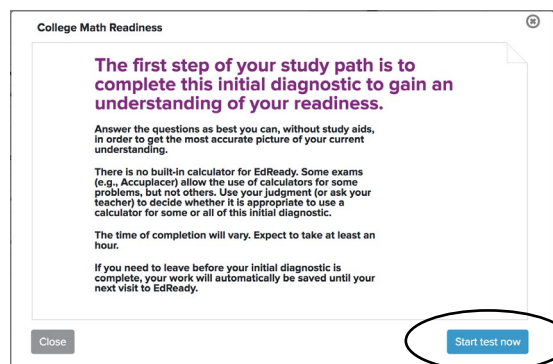 College Math Readiness
The first step of your study path is to
complete this initial diagnostic to gain an
understanding of your readiness.
Answer the questions as best you can, without study aids,
in order to get the most accurate picture of your current
understanding.
There is no built-in calculator for EdReady. Some exams
(e.g., Accuplacer) allow the use of calculators for some
problems, but not others. Use your judgment (or ask your
teacher) to decide whether it is appropriate to use a
calculator for some or all of this initial diagnostic.
The time of completion will vary. Expect to take at least an
hour.
If you need to leave before your initial diagnostic is
complete, your work will automatically be saved until your
next visit to EdReady.
Close
Start test now